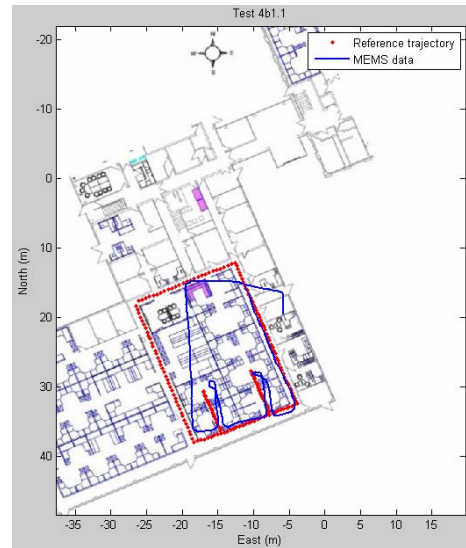 Test 4b1.1
N
W
E
S
Reference trajectory
MEMS data
-20
-10
0
10
20
30
40
North (m)
-35
-30
-25
-20
-15
-10
-5
0
5
10
15
East (m)